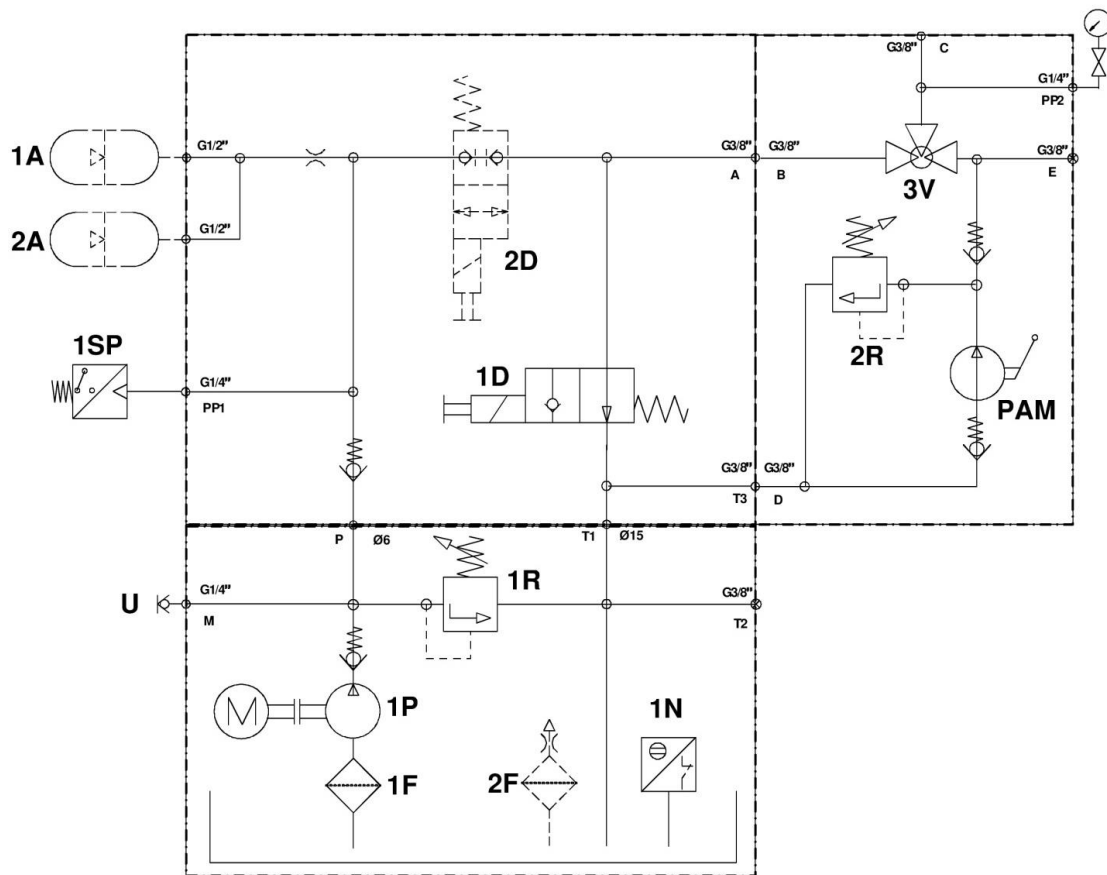 G3/8" C
G1/4"
PP2
1A G1/2" G3/8" G3/8" G3/8"
A B 3V E
2A G1/2" 2D
2R
1SP G1/4" 1D PAM
PP1
G3/8" G3/8"
T3 D
P Ø6 T1 Ø15
U G1/4" 1R G3/8"
M T2
M 1P 1N
1F 2F